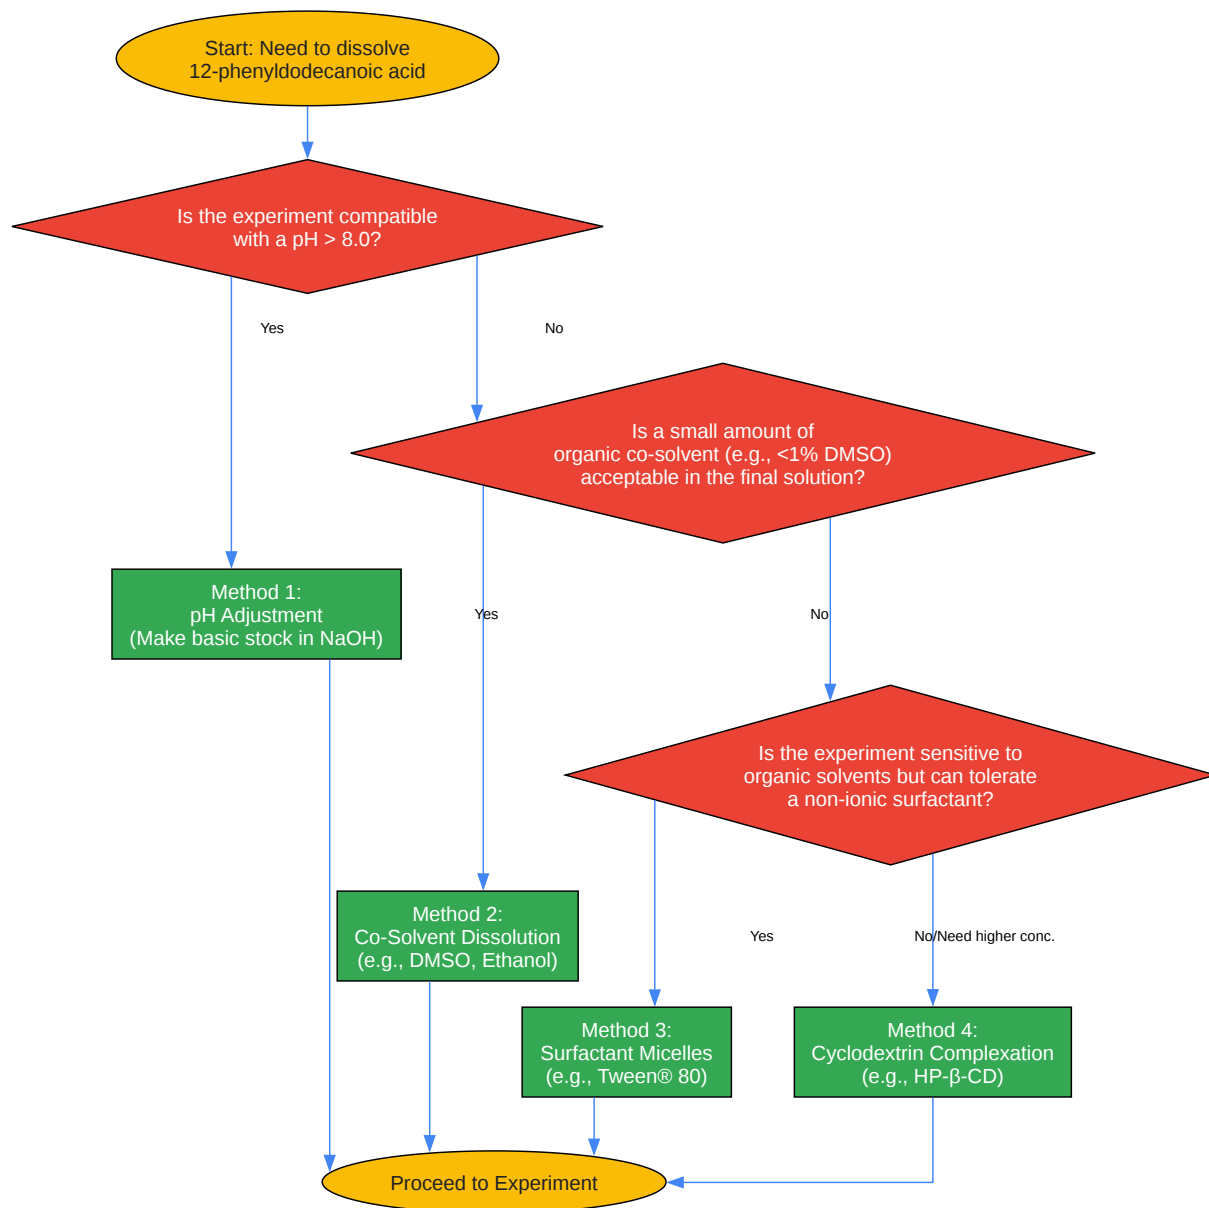 Start: Need to dissolve
12-phenyldodecanoic acid
Is the experiment compatible
with a pH > 8.0?
Yes
No
Is a small amount of
organic co-solvent (e.g., <1% DMSO)
acceptable in the final solution?
Method 1:
pH Adjustment
(Make basic stock in NaOH)
Yes
No
Is the experiment sensitive to
organic solvents but can tolerate
a non-ionic surfactant?
Method 2:
Co-Solvent Dissolution
(e.g., DMSO, Ethanol)
Yes
No/Need higher conc.
Method 3:
Surfactant Micelles
(e.g., Tween® 80)
Method 4:
Cyclodextrin Complexation
(e.g., HP-β-CD)
Proceed to Experiment